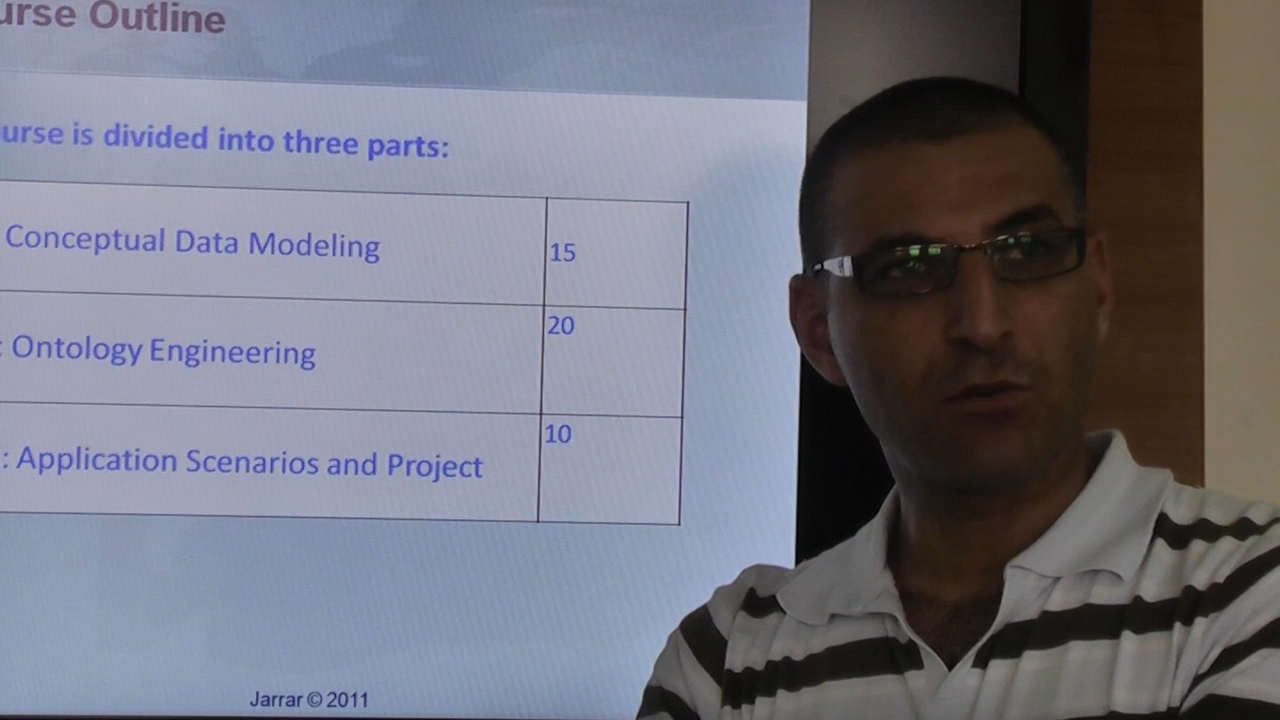 urse Outline
urse is divided into three parts:
Conceptual Data Modeling 15
: Ontology Engineering 20
: Application Scenarios and Project 10
Jarrar © 2011